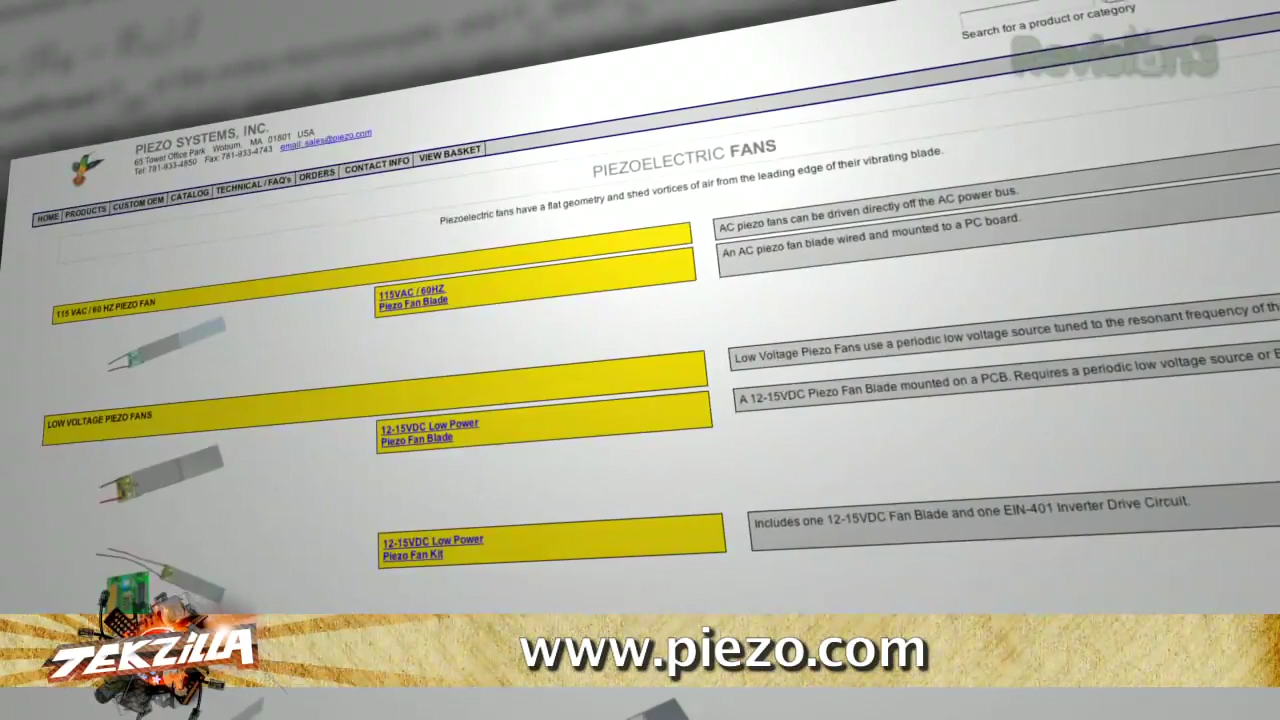 Search for a product or category
Revision3
PIEZO SYSTEMS, INC.
65 Tower Office Park Woburn, MA 01801 USA
Tel: 781-933-4850 Fax: 781-933-4743 email: sales@piezo.com
HOME PRODUCTS CUSTOM OEM CATALOG TECHNICAL / FAQ's ORDERS CONTACT INFO VIEW BASKET
PIEZOELECTRIC FANS
Piezoelectric fans have a flat geometry and shed vortices of air from the leading edge of their vibrating blade.
115 VAC / 60 HZ PIEZO FAN
AC piezo fans can be driven directly off the AC power bus.
115VAC / 60HZ
Piezo Fan Blade
An AC piezo fan blade wired and mounted to a PC board.
LOW VOLTAGE PIEZO FANS
Low Voltage Piezo Fans use a periodic low voltage source tuned to the resonant frequency of the
12-15VDC Low Power
Piezo Fan Blade
A 12-15VDC Piezo Fan Blade mounted on a PCB. Requires a periodic low voltage source or E
12-15VDC Low Power
Piezo Fan Kit
Includes one 12-15VDC Fan Blade and one EIN-401 Inverter Drive Circuit.
TEKZILLA
www.piezo.com